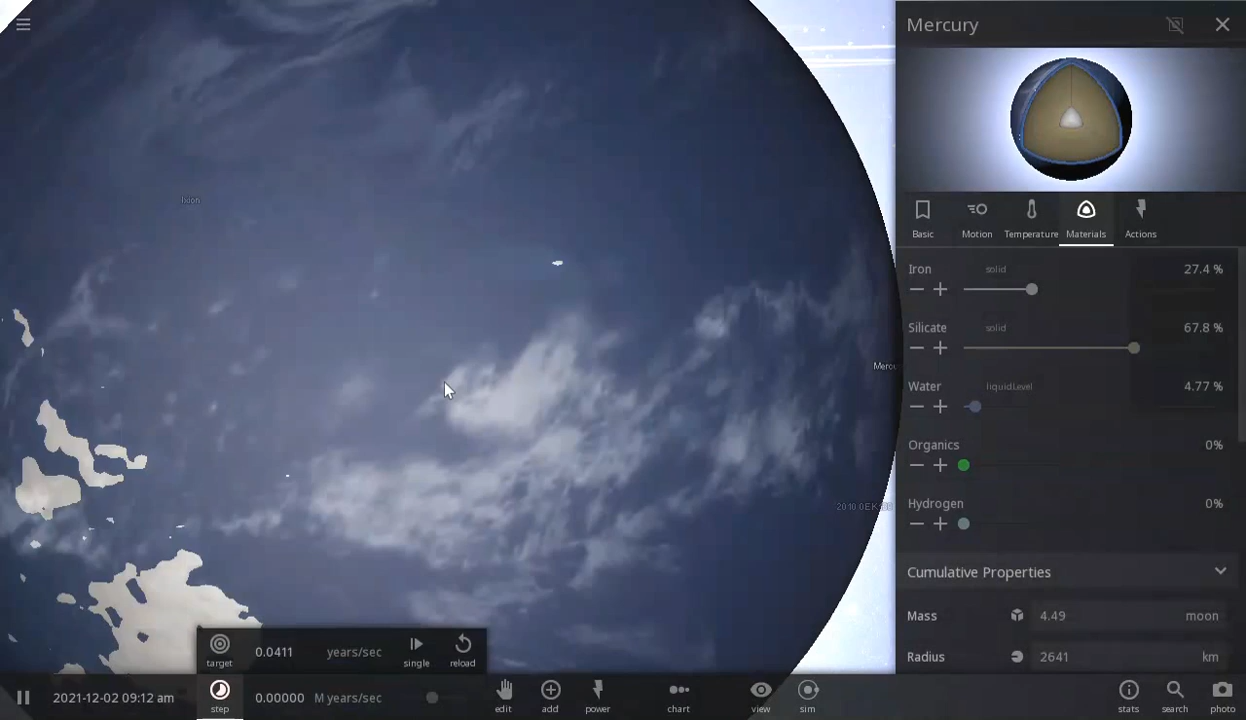 Mercury
Basic
Motion
Temperature
Materials
Actions
Iron solid 27.4 %
Silicate solid 67.8 %
Water liquidLevel 4.77 %
Organics 0%
Hydrogen 0%
Cumulative Properties
Mass 4.49 moon
Radius 2641 km
Ixion
target 0.0411 years/sec single reload
2021-12-02 09:12 am
step
0.00000 M years/sec
edit
add
power
chart
view
sim
stats
search
photo